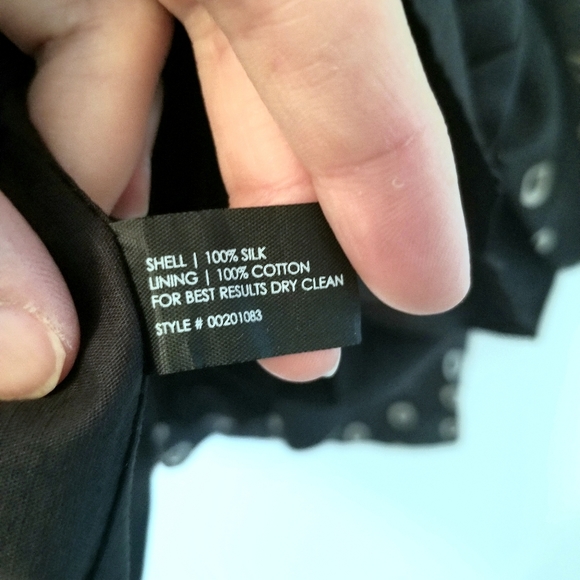 SHELL | 100% SILK
LINING | 100% COTTON
FOR BEST RESULTS DRY CLEAN
STYLE # 00201083